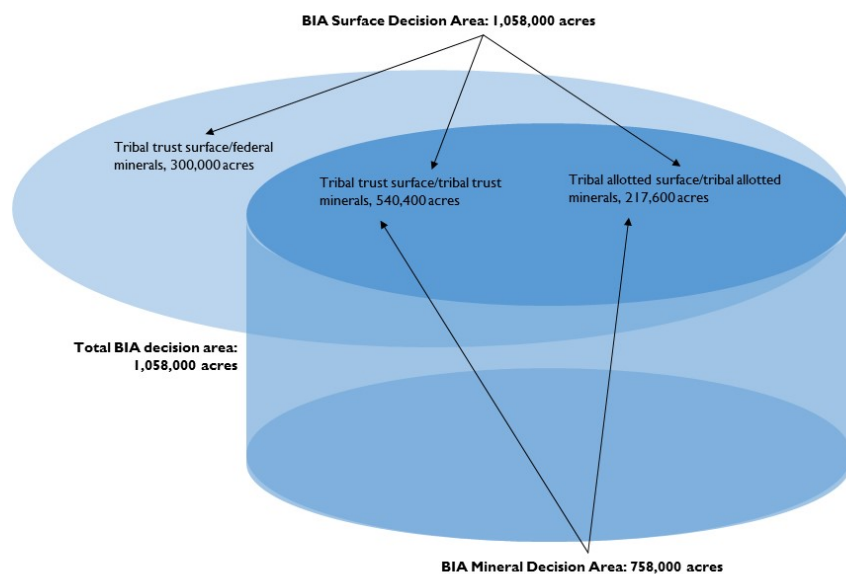 BIA Surface Decision Area: 1,058,000 acres
Tribal trust surface/federal
minerals, 300,000 acres
Tribal trust surface/tribal trust
minerals, 540,400 acres
Tribal allotted surface/tribal allotted
minerals, 217,600 acres
Total BIA decision area:
1,058,000 acres
BIA Mineral Decision Area: 758,000 acres